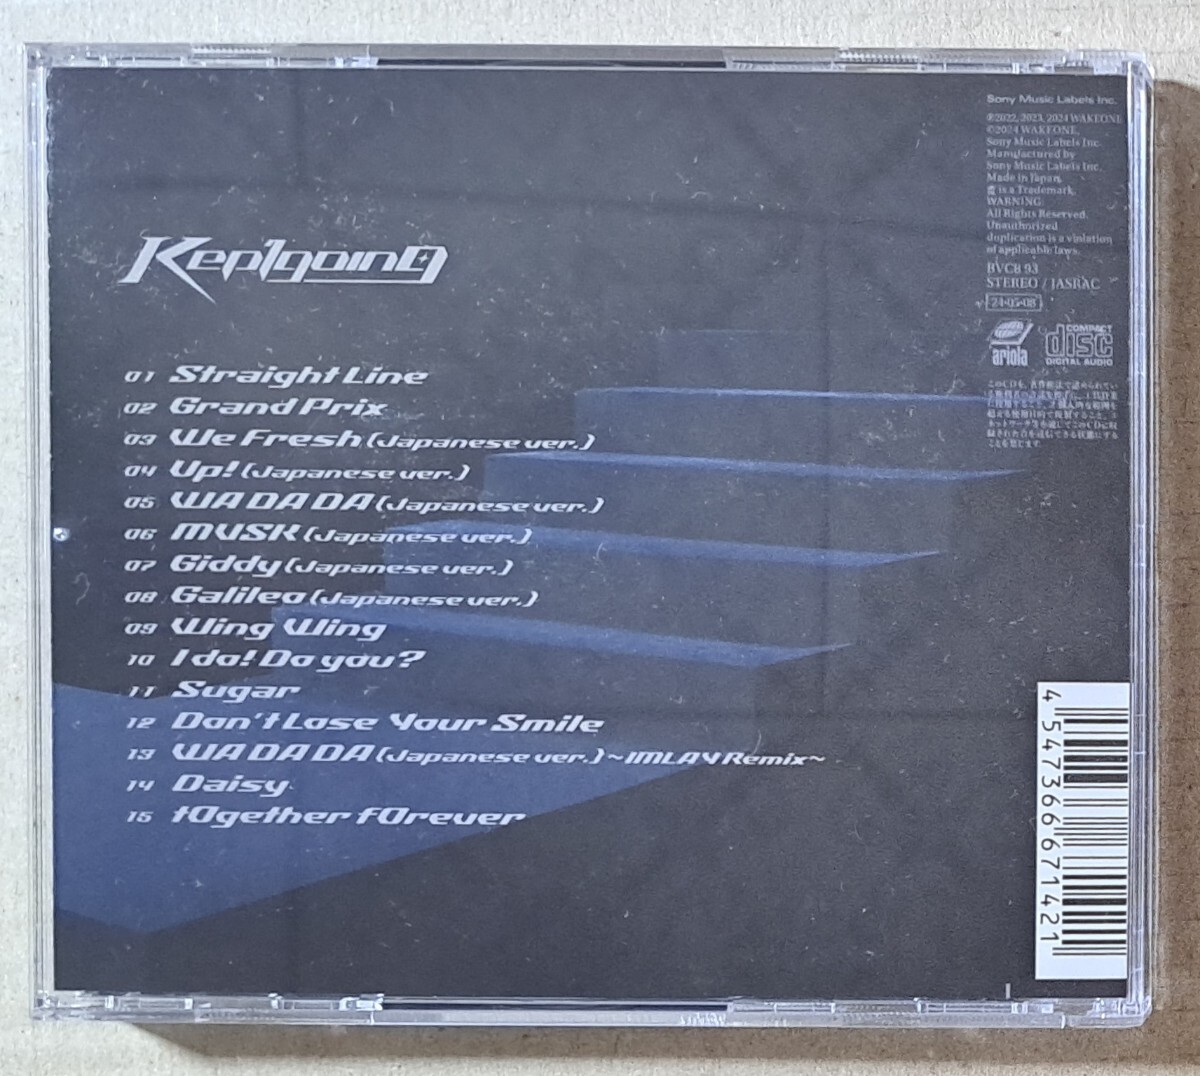 Sony Music Labels Inc.
℗2022, 2023, 2024 WAKEONE
©2024 WAKEONE,
Sony Music Labels Inc.
Manufactured by
Sony Music Labels Inc.
Made in Japan.
is a Trademark.
WARNING:
All Rights Reserved.
Unauthorized
duplication is a violation
of applicable laws.
BVCB 93
STEREO / JASRAC
24・05・08
ariola
COMPACT
disc
DIGITAL AUDIO
Kep1going
01 Straight Line
02 Grand Prix
03 We Fresh (Japanese ver.)
04 Up! (Japanese ver.)
05 WA DA DA (Japanese ver.)
06 MVSK (Japanese ver.)
07 Giddy (Japanese ver.)
08 Galileo (Japanese ver.)
09 Wing Wing
10 I do! Do you?
11 Sugar
12 Don't Lose Your Smile
13 WA DA DA (Japanese ver.) ~IMLAY Remix~
14 Daisy
15 tOgether fOrever
4 547366 671421